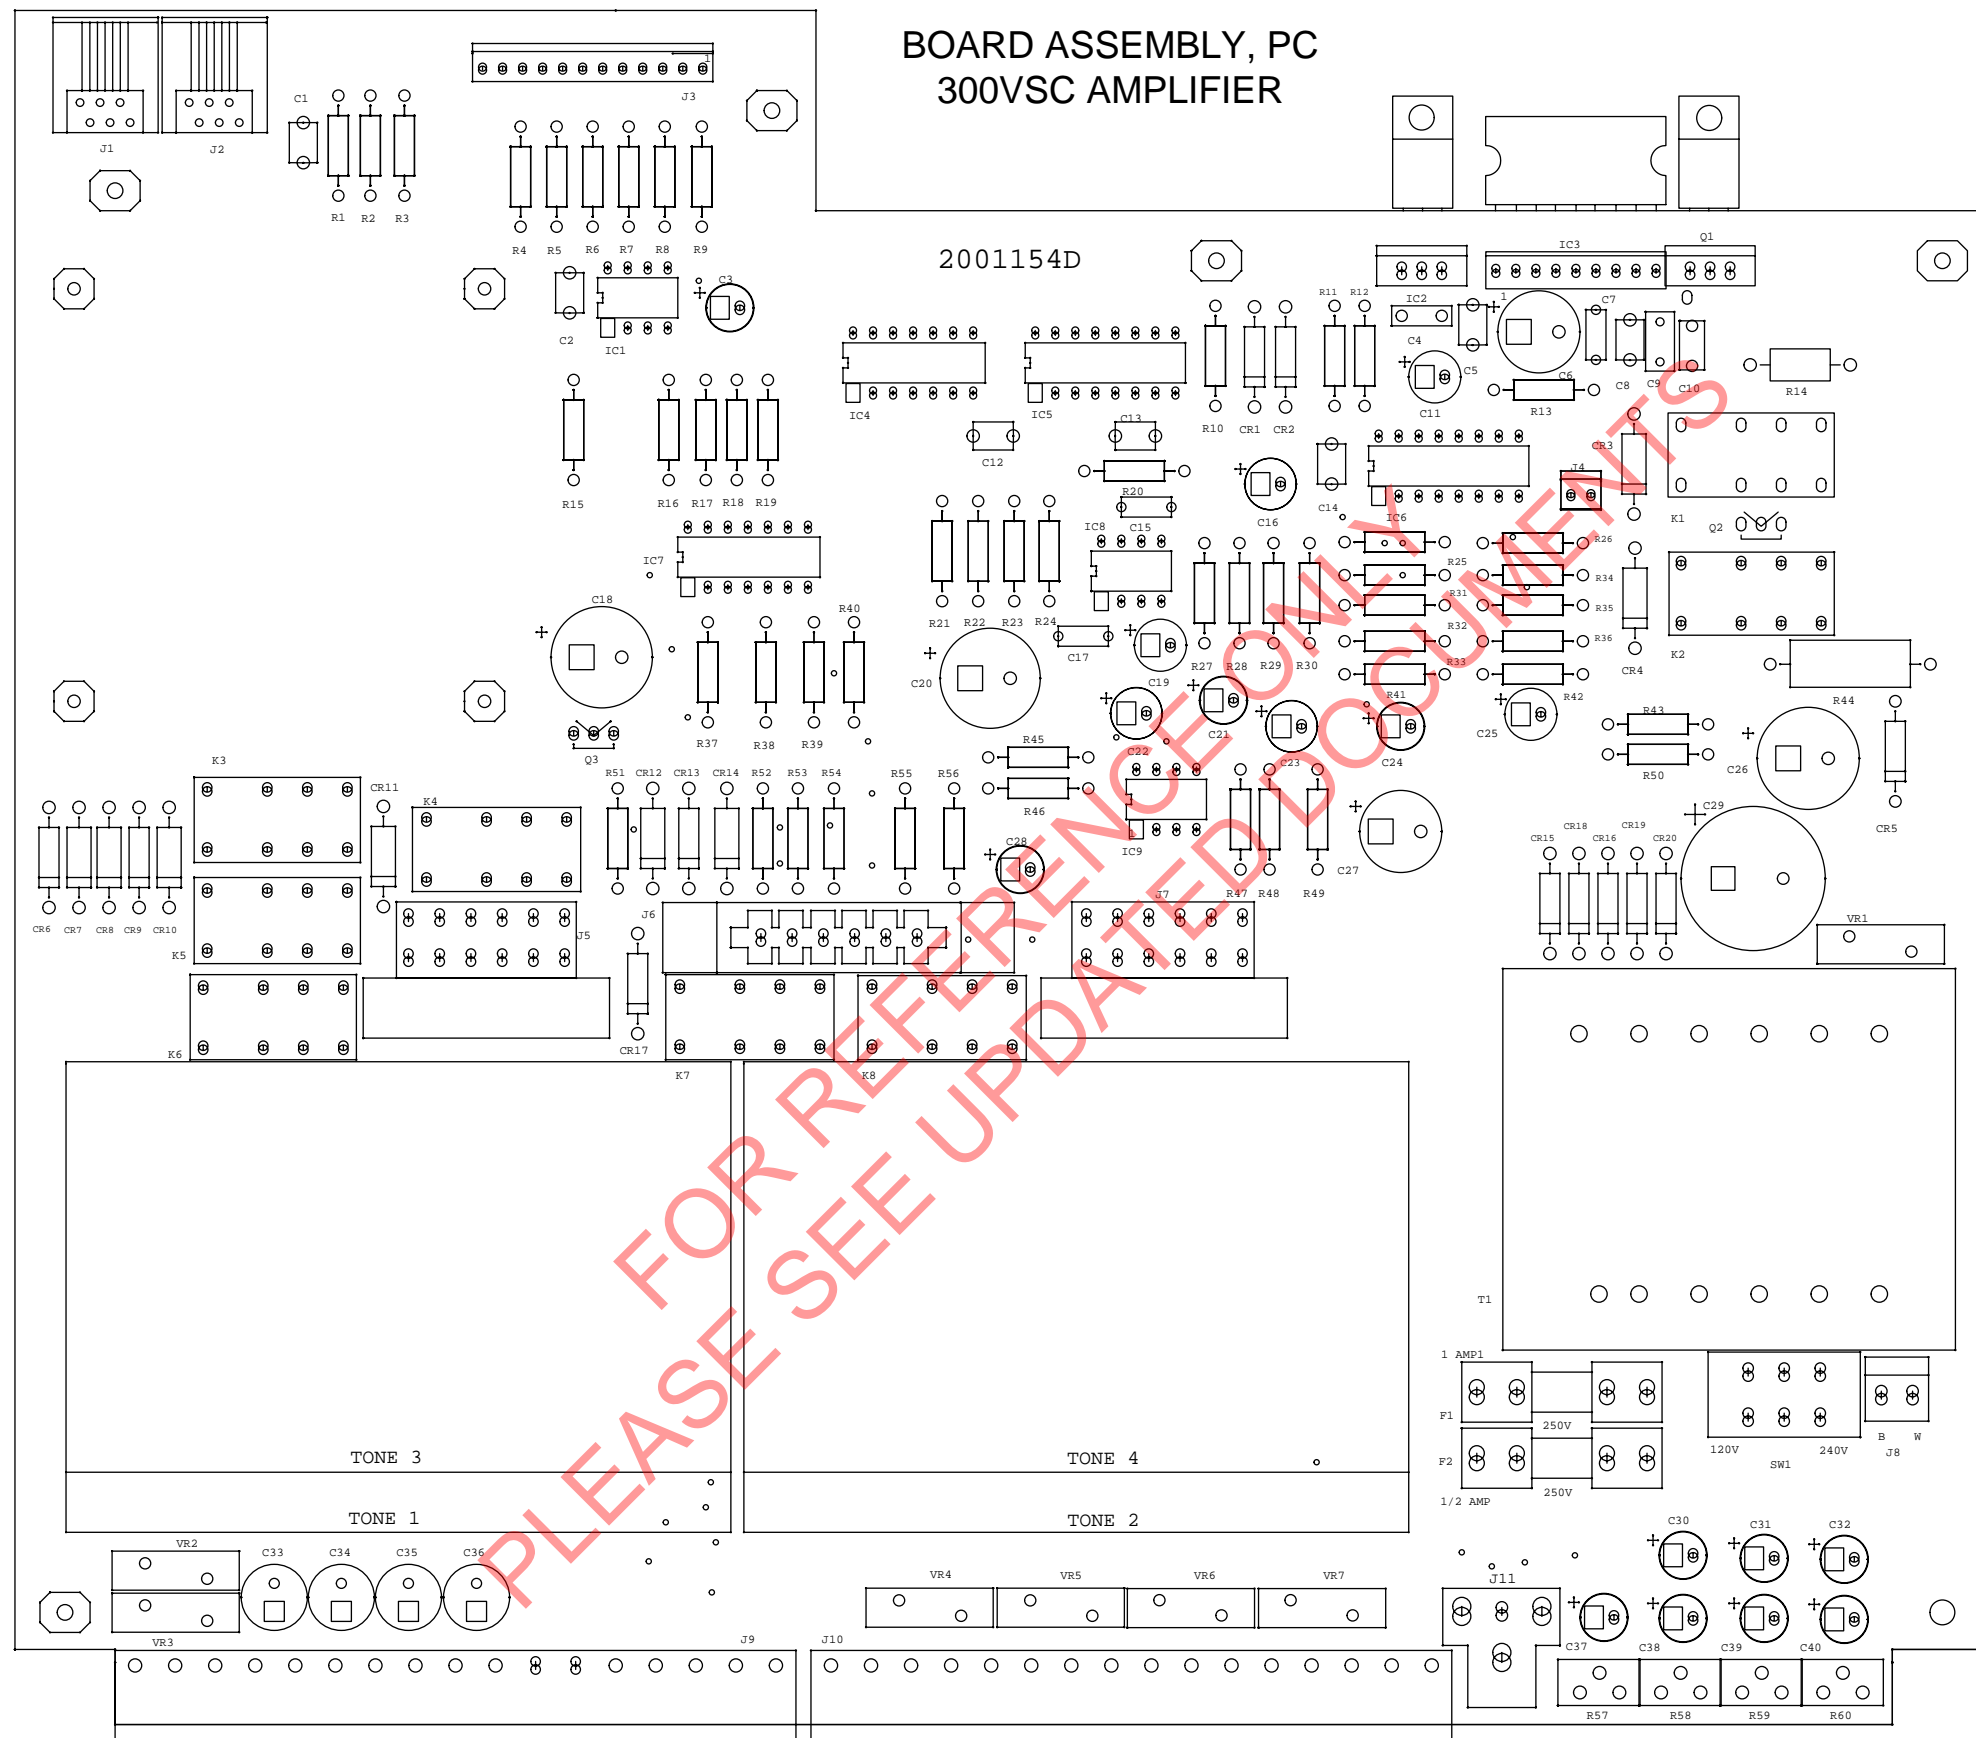 BOARD ASSEMBLY, PC
300VSC AMPLIFIER
1
J3
C1
J1
J2
R1 R2 R3
R4 R5 R6 R7 R8 R9
2001154D
IC3
Q1
C3
C2
IC1
R11 R12
IC2
1
C7
C4
C5
C6
C8 C9 C10
R14
IC4
IC5
R10 CR1 CR2
C11
R13
C13
C12
CR3
R15
R16 R17 R18 R19
R20
C16
C14
IC6
J4
K1
Q2
IC8
C15
IC7
R26
R25
R34
R31
R35
R32
R36
R33
C18
R40
R21 R22 R23 R24
C17
C19
R27 R28 R29 R30
CR4
K2
C20
R41
R42
R44
R43
C21
C22
C23
C24
C25
R37 R38 R39
R45
Q3
K3
R51 CR12 CR13 CR14 R52 R53 R54
R55 R56
C26
R50
CR11
K4
R46
C29
CR5
C28
1
IC9
C27
CR18
CR19
CR15
CR16
CR20
R47 R48 R49
J7
J6
J5
VR1
CR6 CR7 CR8 CR9 CR10
K5
K6
CR17
K7
K8
T1
1 AMP1
F1
250V
120V
240V
B
W
J8
SW1
F2
250V
1/2 AMP
TONE 3
TONE 4
TONE 1
TONE 2
VR2
C33 C34 C35 C36
C30 C31 C32
VR4 VR5 VR6 VR7
J11
VR3
J9
J10
C37 C38 C39 C40
R57 R58 R59 R60
FOR REFERENCE ONLY
PLEASE SEE UPDATED DOCUMENTS